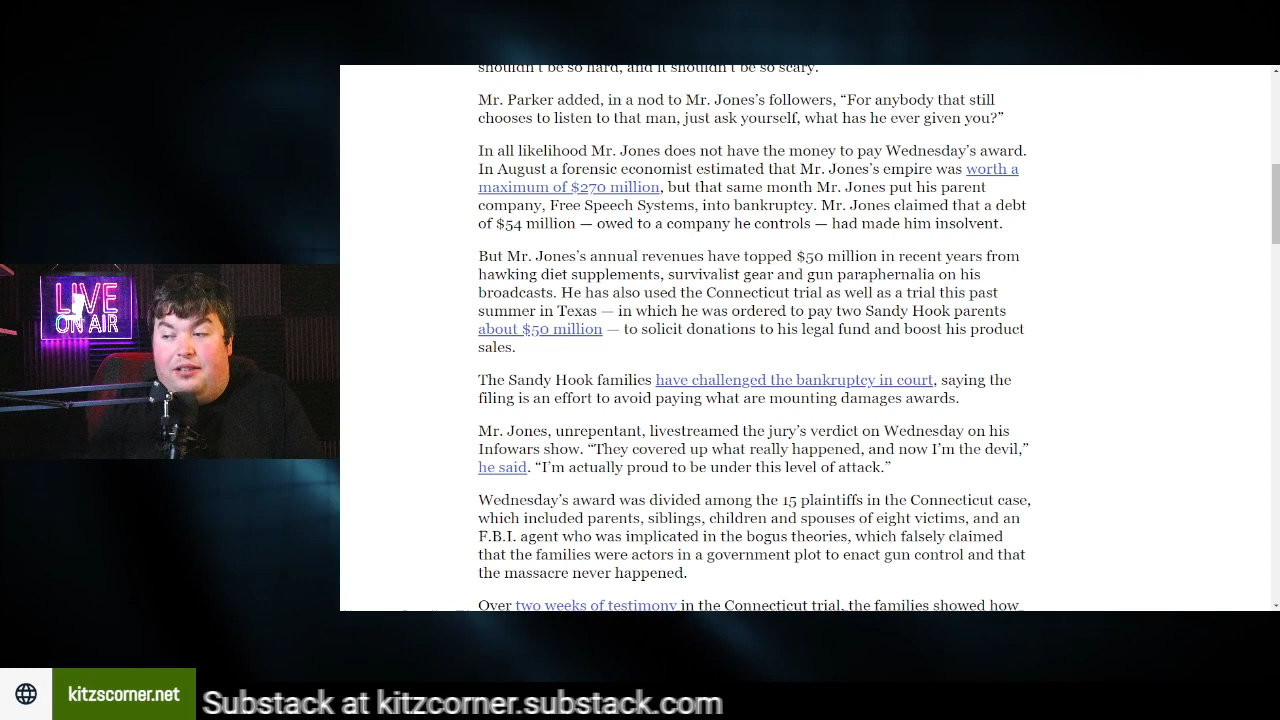 shouldn't be so hard, and it shouldn't be so scary.
Mr. Parker added, in a nod to Mr. Jones's followers, “For anybody that still
chooses to listen to that man, just ask yourself, what has he ever given you?”
In all likelihood Mr. Jones does not have the money to pay Wednesday's award.
In August a forensic economist estimated that Mr. Jones's empire was worth a
maximum of $270 million, but that same month Mr. Jones put his parent
company, Free Speech Systems, into bankruptcy. Mr. Jones claimed that a debt
of $54 million — owed to a company he controls — had made him insolvent.
But Mr. Jones's annual revenues have topped $50 million in recent years from
hawking diet supplements, survivalist gear and gun paraphernalia on his
broadcasts. He has also used the Connecticut trial as well as a trial this past
summer in Texas — in which he was ordered to pay two Sandy Hook parents
about $50 million — to solicit donations to his legal fund and boost his product
sales.
The Sandy Hook families have challenged the bankruptcy in court, saying the
filing is an effort to avoid paying what are mounting damages awards.
Mr. Jones, unrepentant, livestreamed the jury's verdict on Wednesday on his
Infowars show. “They covered up what really happened, and now I'm the devil,”
he said. “I'm actually proud to be under this level of attack.”
Wednesday's award was divided among the 15 plaintiffs in the Connecticut case,
which included parents, siblings, children and spouses of eight victims, and an
F.B.I. agent who was implicated in the bogus theories, which falsely claimed
that the families were actors in a government plot to enact gun control and that
the massacre never happened.
Over two weeks of testimony in the Connecticut trial, the families showed how
LIVE
ON AIR
kitzscorner.net
Substack at kitzcorner.substack.com